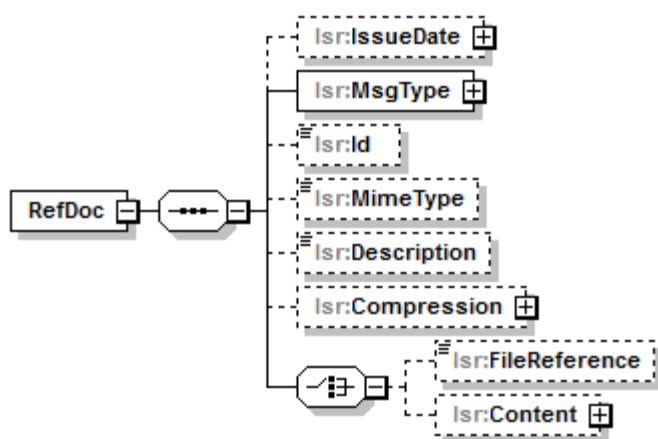 lsr:IssueDate
lsr:MsgType
lsr:Id
RefDoc
lsr:MimeType
lsr:Description
lsr:Compression
lsr:FileReference
lsr:Content